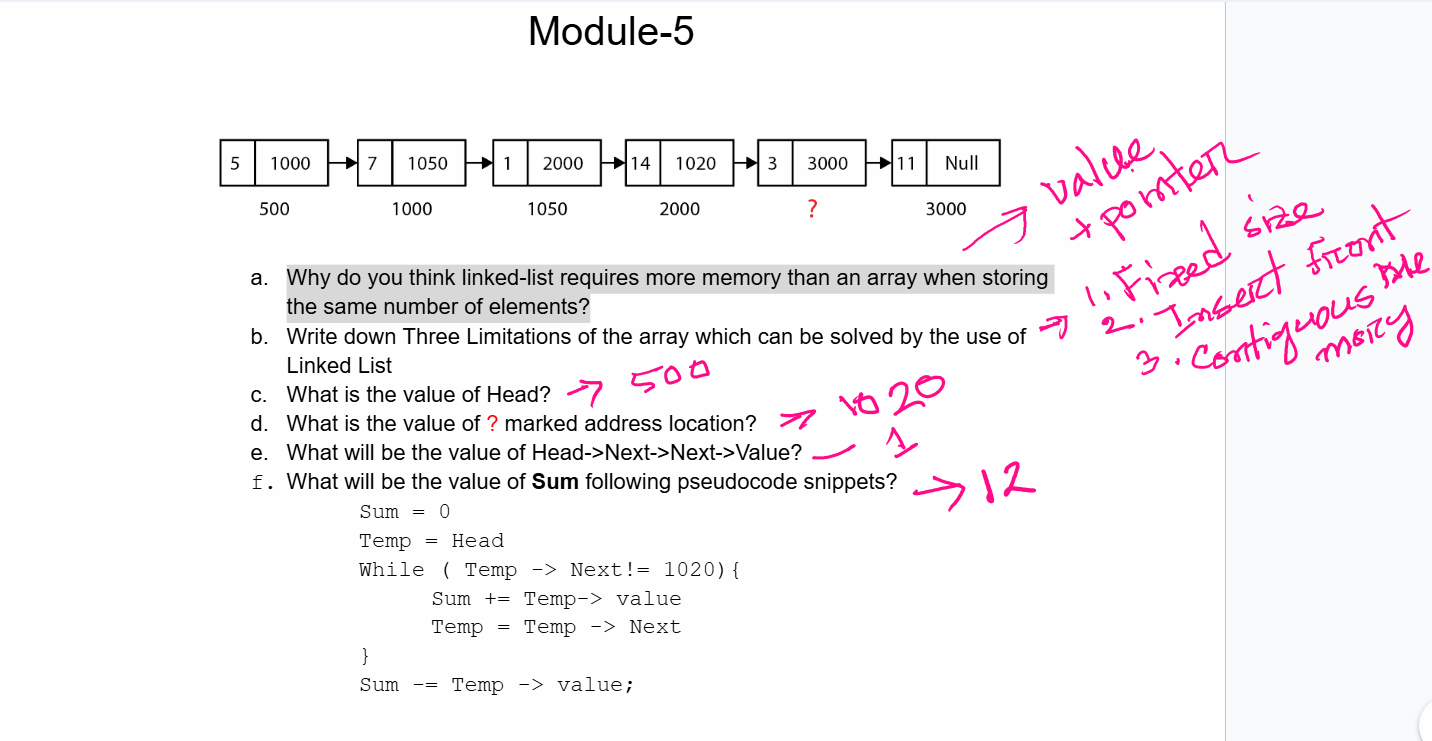 Module-5
5 1000 7 1050 1 2000 14 1020 3 3000 11 Null
500 1000 1050 2000 ? 3000
value
+ pointer
a. Why do you think linked-list requires more memory than an array when storing
the same number of elements?
1. Fixed size
b. Write down Three Limitations of the array which can be solved by the use of
Linked List
2. Insert front
3. Contiguous
c. What is the value of Head? → 500
d. What is the value of ? marked address location? → 1020
e. What will be the value of Head->Next->Next->Value? 1
f. What will be the value of Sum following pseudocode snippets? → 12
Sum = 0
Temp = Head
While ( Temp -> Next!= 1020){
Sum += Temp-> value
Temp = Temp -> Next
}
Sum -= Temp -> value;